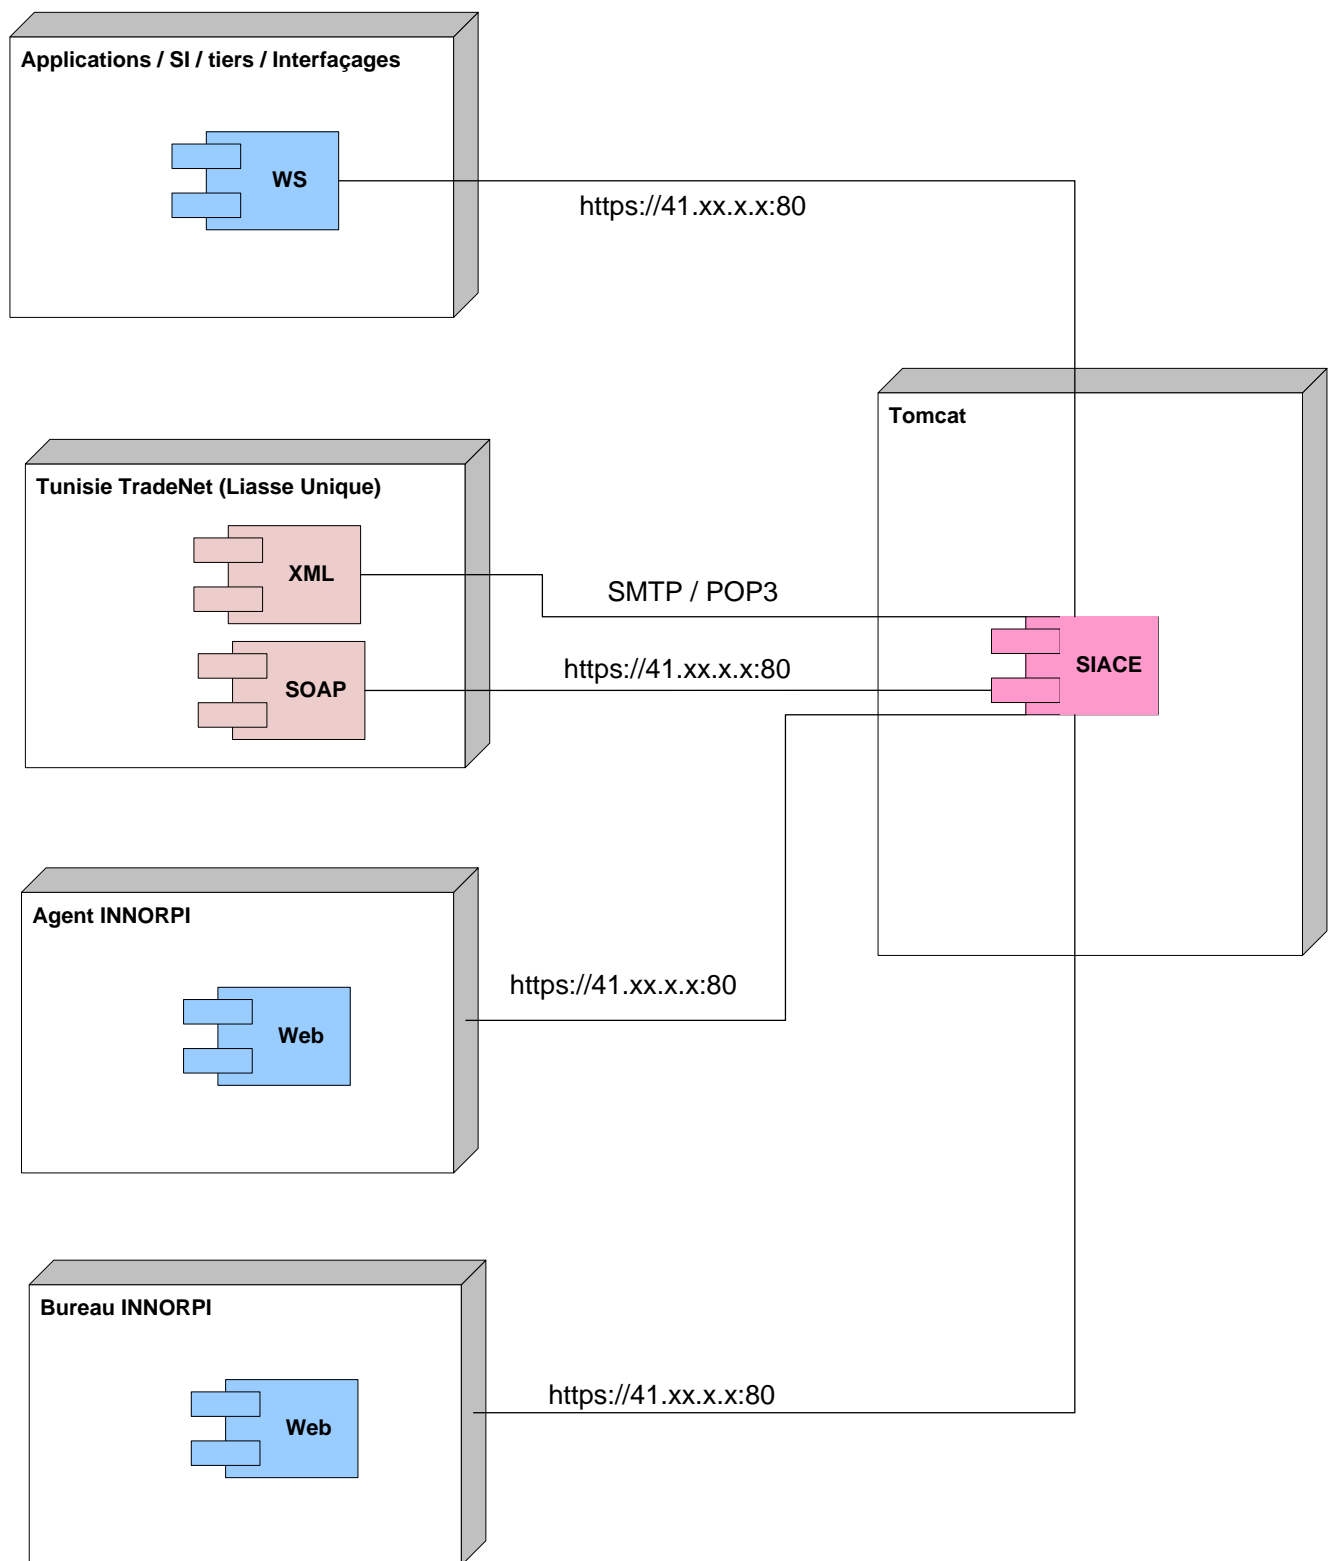 Applications / SI / tiers / Interfaçages
WS
https://41.xx.x.x:80
Tomcat
Tunisie TradeNet (Liasse Unique)
XML
SMTP / POP3
SOAP
https://41.xx.x.x:80
SIACE
Agent INNORPI
Web
https://41.xx.x.x:80
Bureau INNORPI
Web
https://41.xx.x.x:80